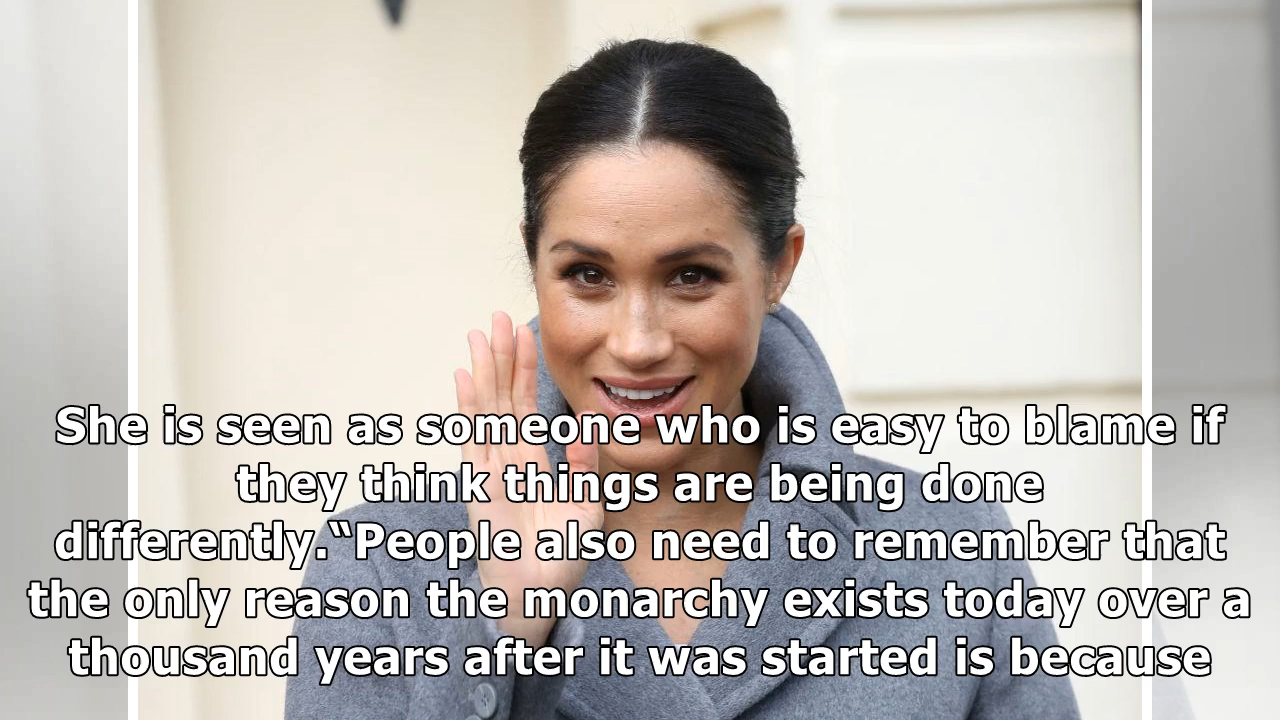 She is seen as someone who is easy to blame if
they think things are being done
differently.“People also need to remember that
the only reason the monarchy exists today over a
thousand years after it was started is because